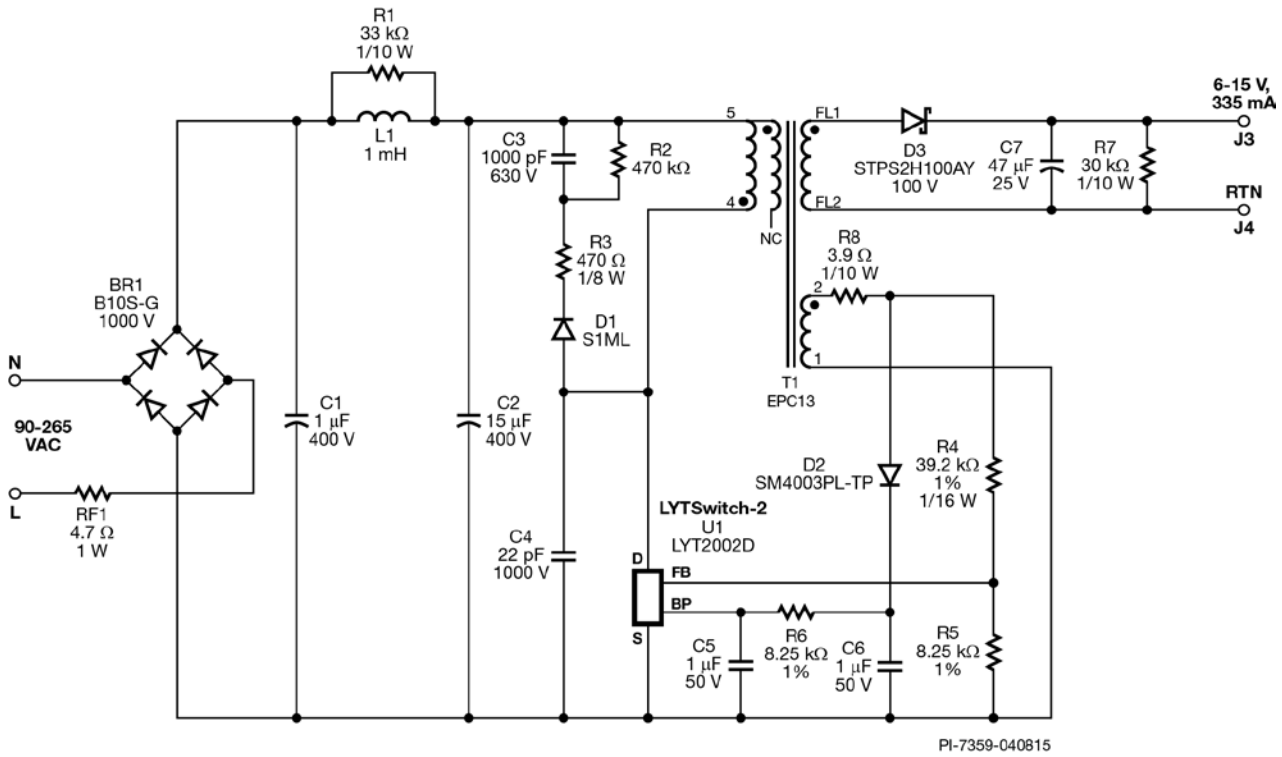 R1
33 kΩ
1/10 W
L1
1 mH
C3
1000 pF
630 V
R2
470 kΩ
5
4
NC
FL1
FL2
D3
STPS2H100AY
100 V
C7
47 µF
25 V
R7
30 kΩ
1/10 W
6-15 V,
335 mA
J3
RTN
J4
R3
470 Ω
1/8 W
R8
3.9 Ω
1/10 W
BR1
B10S-G
1000 V
D1
S1ML
2
1
T1
EPC13
N
90-265
VAC
L
RF1
4.7 Ω
1 W
C1
1 µF
400 V
C2
15 µF
400 V
D2
SM4003PL-TP
R4
39.2 kΩ
1%
1/16 W
LYTSwitch-2
U1
LYT2002D
C4
22 pF
1000 V
D
FB
BP
S
C5
1 µF
50 V
R6
8.25 kΩ
1%
C6
1 µF
50 V
R5
8.25 kΩ
1%
PI-7359-040815